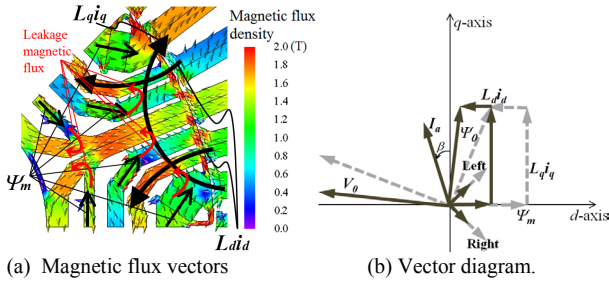 Lqiq
Leakage
magnetic
flux
Ψm
Ldid
Magnetic flux
density
2.0 (T)
1.8
1.6
1.4
1.2
1.0
0.8
0.6
0.4
0.2
0.0
(a) Magnetic flux vectors
q-axis
Ldid
Ia
β
Ψ0
Left
Lqiq
V0
Ψm
d-axis
Right
(b) Vector diagram.